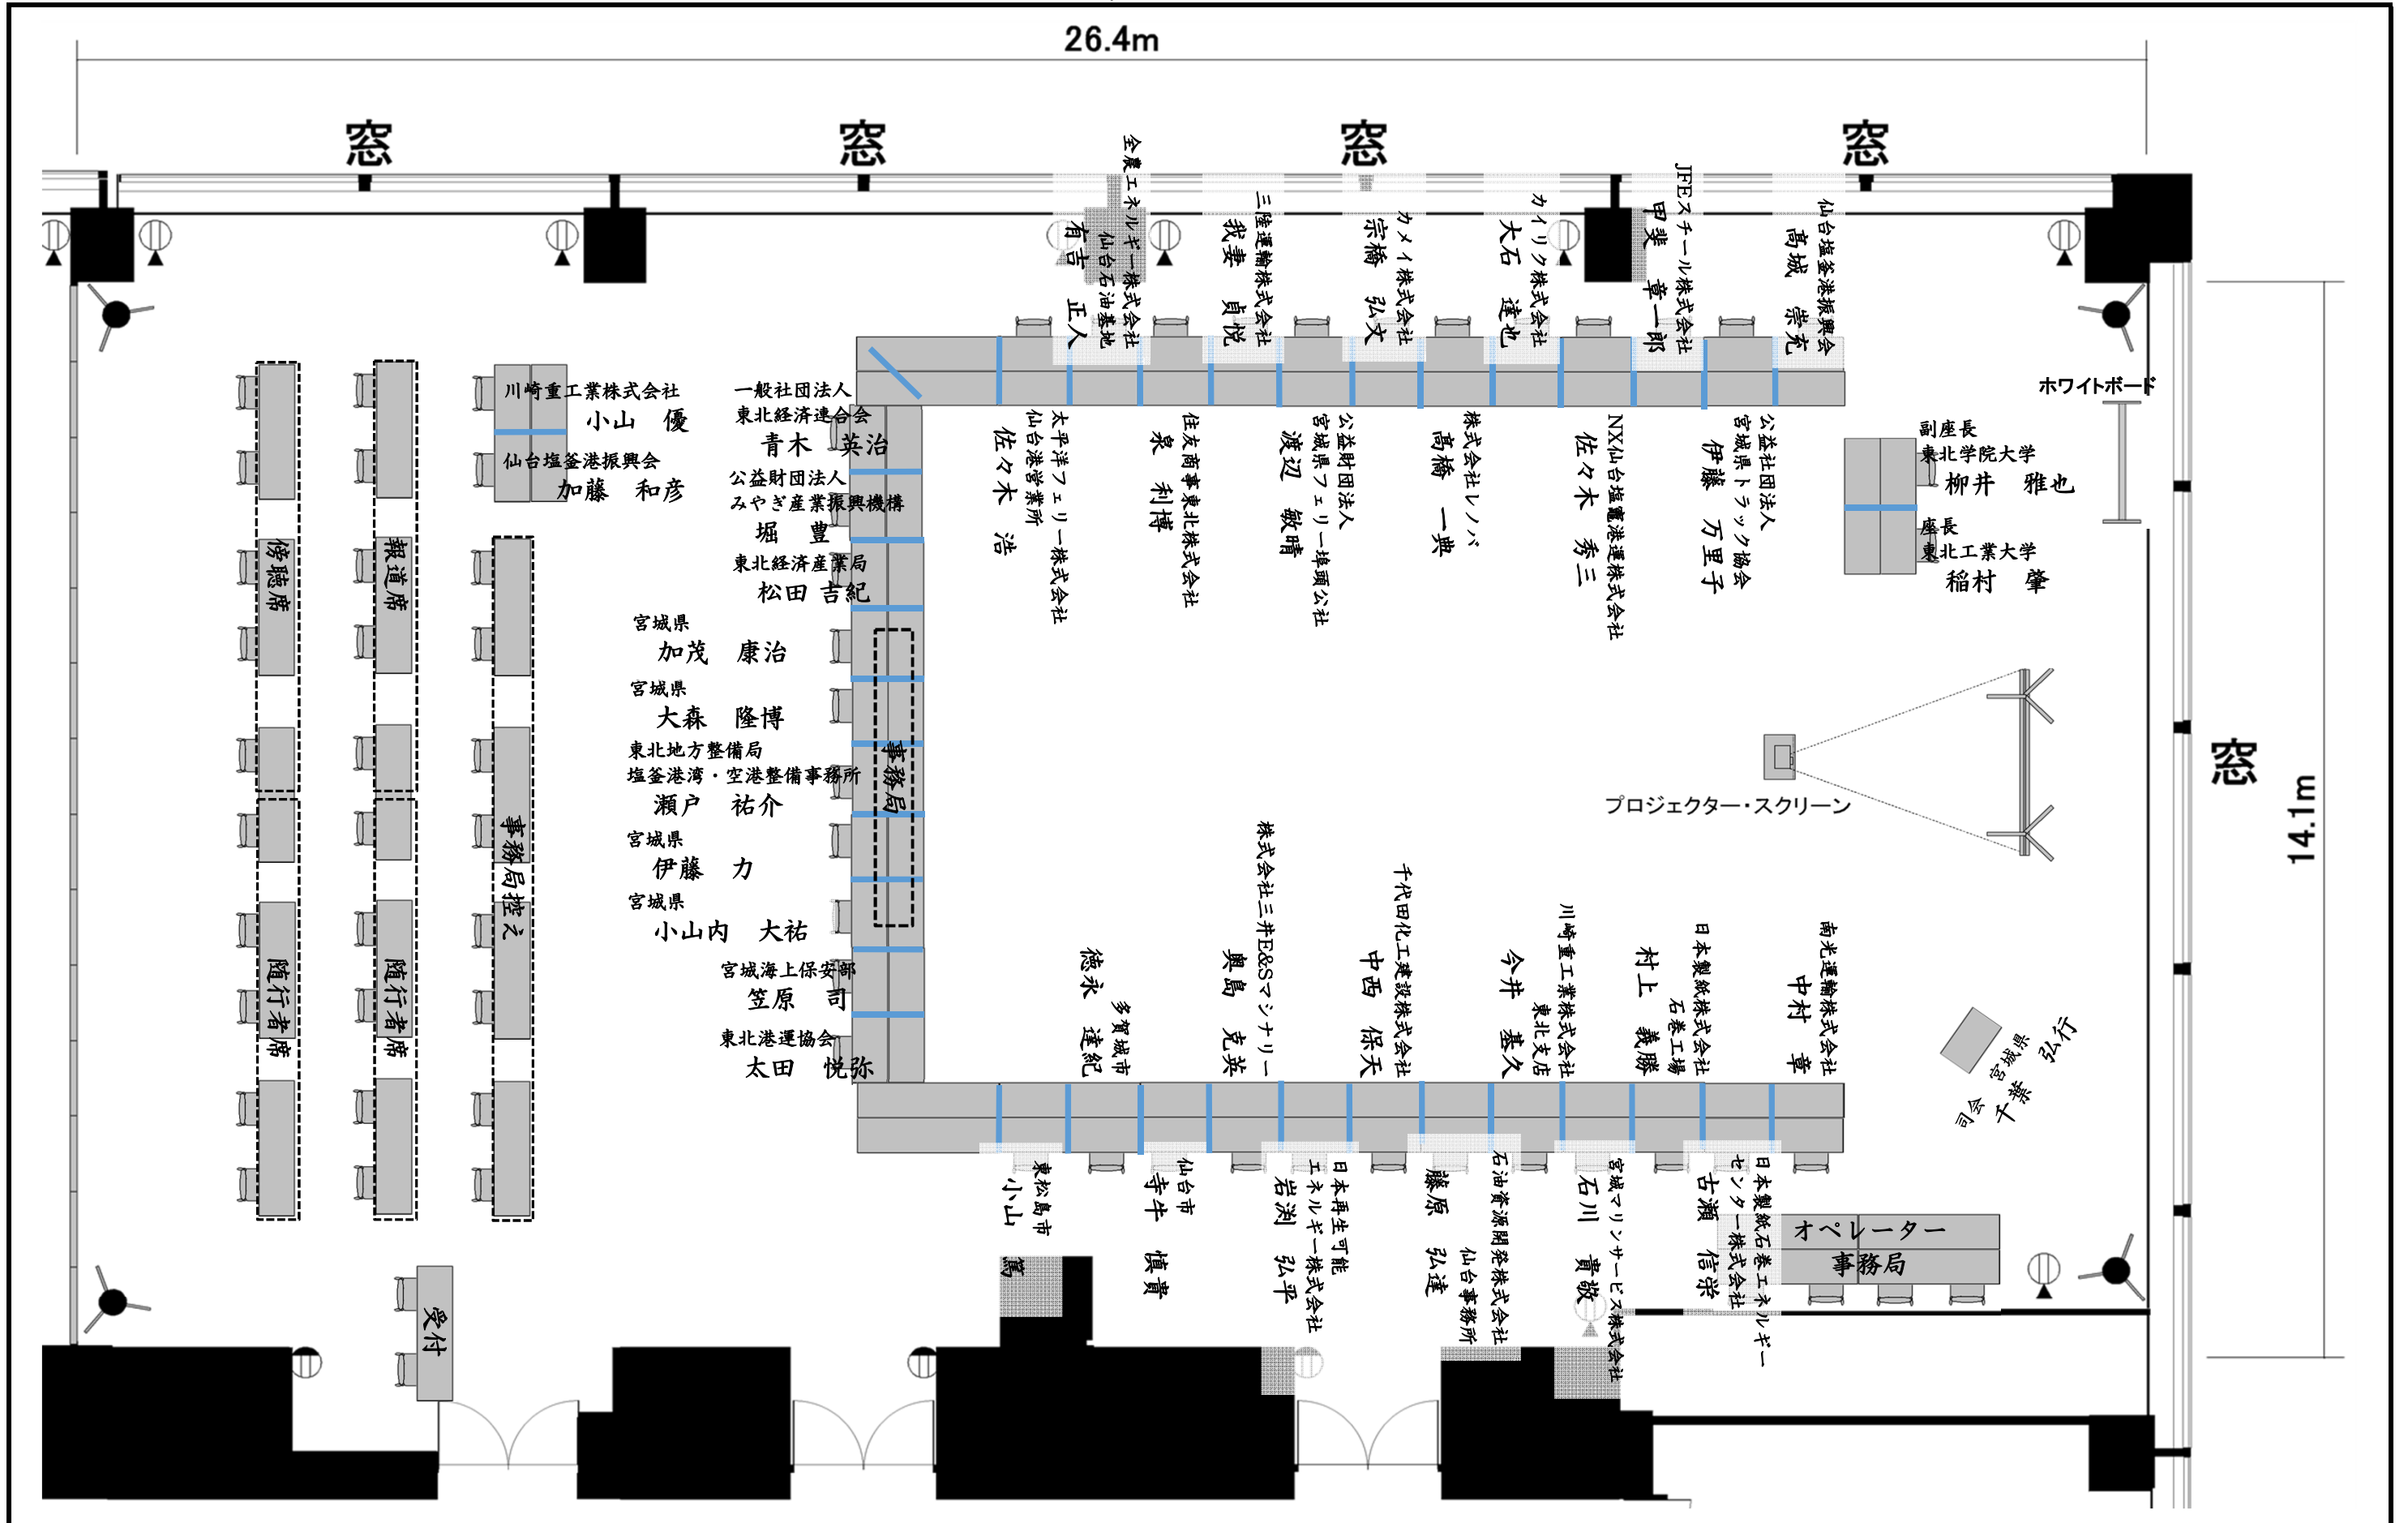 26.4m
窓
窓
窓
窓
全農エネルギー株式会社
仙台石油基地
有吉　正人
三陸運輸株式会社
我妻　貞悦
カメイ株式会社
宗橋　弘文
カイリク株式会社
大石　達也
JFEスチール株式会社
甲斐　章一郎
仙台塩釜港振興会
髙城　崇充
ホワイトボード
川崎重工業株式会社
小山　優
仙台塩釜港振興会
加藤　和彦
一般社団法人
東北経済連合会
青木　英治
公益財団法人
みやぎ産業振興機構
堀　豊
東北経済産業局
松田 吉紀
宮城県
加茂　康治
宮城県
大森　隆博
東北地方整備局
塩釜港湾・空港整備事務所
瀬戸　祐介
宮城県
伊藤　力
宮城県
小山内　大祐
宮城海上保安部
笠原　司
東北港運協会
太田　悦弥
事務局
太平洋フェリー株式会社
仙台港営業所
佐々木　浩
住友商事東北株式会社
泉　利博
公益財団法人
宮城県フェリー埠頭公社
渡辺　敏晴
株式会社レノバ
髙橋　一典
NX仙台塩竈港運株式会社
佐々木　秀三
公益社団法人
宮城県トラック協会
伊藤　万里子
副座長
東北学院大学
柳井　雅也
座長
東北工業大学
稲村　肇
傍聴席
報道席
事務局控え
随行者席
随行者席
プロジェクター・スクリーン
窓
14.1m
多賀城市
徳永　達紀
株式会社三井E&Sマシナリー
奥島　克英
千代田化工建設株式会社
中西　保天
川崎重工業株式会社
東北支店
今井　基久
日本製紙株式会社
石巻工場
村上　義勝
南光運輸株式会社
中村　章
司会
宮城県
千葉　弘行
東松島市
小山　篤
仙台市
寺牛　慎貴
日本再生可能
エネルギー株式会社
岩渕　弘平
石油資源開発株式会社
仙台事務所
藤原　弘達
宮城マリンサービス株式会社
石川　貴敬
日本製紙石巻エネルギー
センター株式会社
古瀬　信栄
オペレーター
事務局
受付